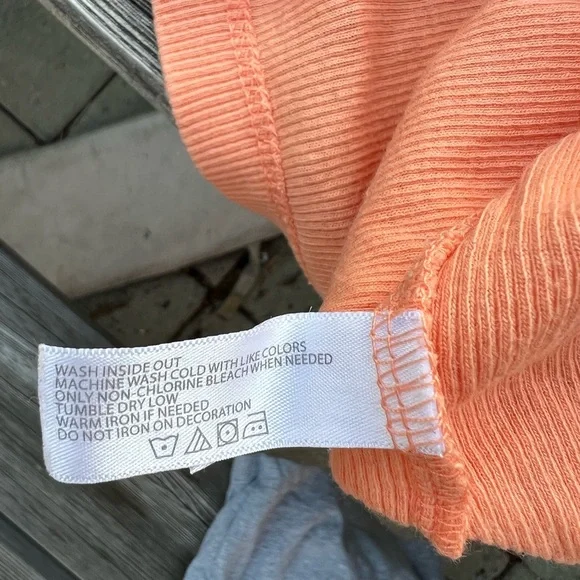 WASH INSIDE OUT
MACHINE WASH COLD WITH LIKE COLORS
ONLY NON-CHLORINE BLEACH WHEN NEEDED
TUMBLE DRY LOW
WARM IRON IF NEEDED
DO NOT IRON ON DECORATION